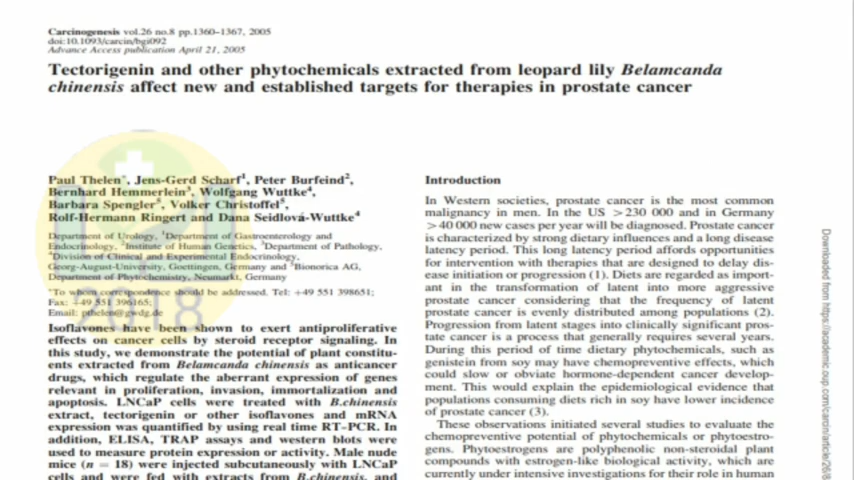 Carcinogenesis vol.26 no.8 pp.1360–1367, 2005
doi:10.1093/carcin/bgi092
Advance Access publication April 21, 2005
Tectorigenin and other phytochemicals extracted from leopard lily Belamcanda
chinensis affect new and established targets for therapies in prostate cancer
Paul Thelen*, Jens-Gerd Scharf1, Peter Burfeind2,
Bernhard Hemmerlein3, Wolfgang Wuttke4,
Barbara Spengler5, Volker Christoffel5,
Rolf-Hermann Ringert and Dana Seidlová-Wuttke4
Department of Urology, 1Department of Gastroenterology and
Endocrinology, 2Institute of Human Genetics, 3Department of Pathology,
4Division of Clinical and Experimental Endocrinology,
Georg-August-University, Goettingen, Germany and 5Bionorica AG,
Department of Phytochemistry, Neumarkt, Germany
*To whom correspondence should be addressed. Tel: +49 551 398651;
Fax: +49 551 396165;
Email: pthelen@gwdg.de
Isoflavones have been shown to exert antiproliferative
effects on cancer cells by steroid receptor signaling. In
this study, we demonstrate the potential of plant constitu-
ents extracted from Belamcanda chinensis as anticancer
drugs, which regulate the aberrant expression of genes
relevant in proliferation, invasion, immortalization and
apoptosis. LNCaP cells were treated with B.chinensis
extract, tectorigenin or other isoflavones and mRNA
expression was quantified by using real time RT–PCR. In
addition, ELISA, TRAP assays and western blots were
used to measure protein expression or activity. Male nude
mice (n = 18) were injected subcutaneously with LNCaP
cells and were fed with extracts from B.chinensis, and
Introduction
In Western societies, prostate cancer is the most common
malignancy in men. In the US >230 000 and in Germany
>40 000 new cases per year will be diagnosed. Prostate cancer
is characterized by strong dietary influences and a long disease
latency period. This long latency period affords opportunities
for intervention with therapies that are designed to delay dis-
ease initiation or progression (1). Diets are regarded as import-
ant in the transformation of latent into more aggressive
prostate cancer considering that the frequency of latent
prostate cancer is evenly distributed among populations (2).
Progression from latent stages into clinically significant pros-
tate cancer is a process that generally requires several years.
During this period of time dietary phytochemicals, such as
genistein from soy may have chemopreventive effects, which
could slow or obviate hormone-dependent cancer develop-
ment. This would explain the epidemiological evidence that
populations consuming diets rich in soy have lower incidence
of prostate cancer (3).
These observations initiated several studies to evaluate the
chemopreventive potential of phytochemicals or phytoestro-
gens. Phytoestrogens are polyphenolic non-steroidal plant
compounds with estrogen-like biological activity, which are
currently under intensive investigations for their role in human
Downloaded from https://academic.oup.com/carcin/article/26/8
2518